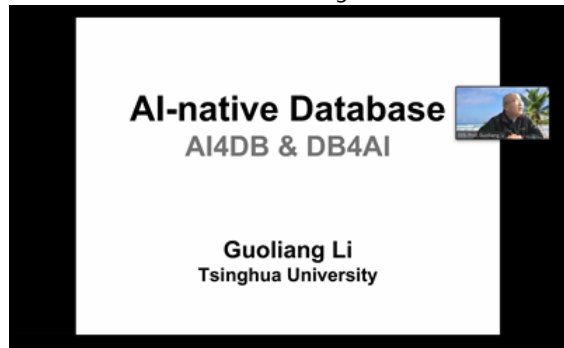 AI-native Database
AI4DB & DB4AI
Guoliang Li
Tsinghua University